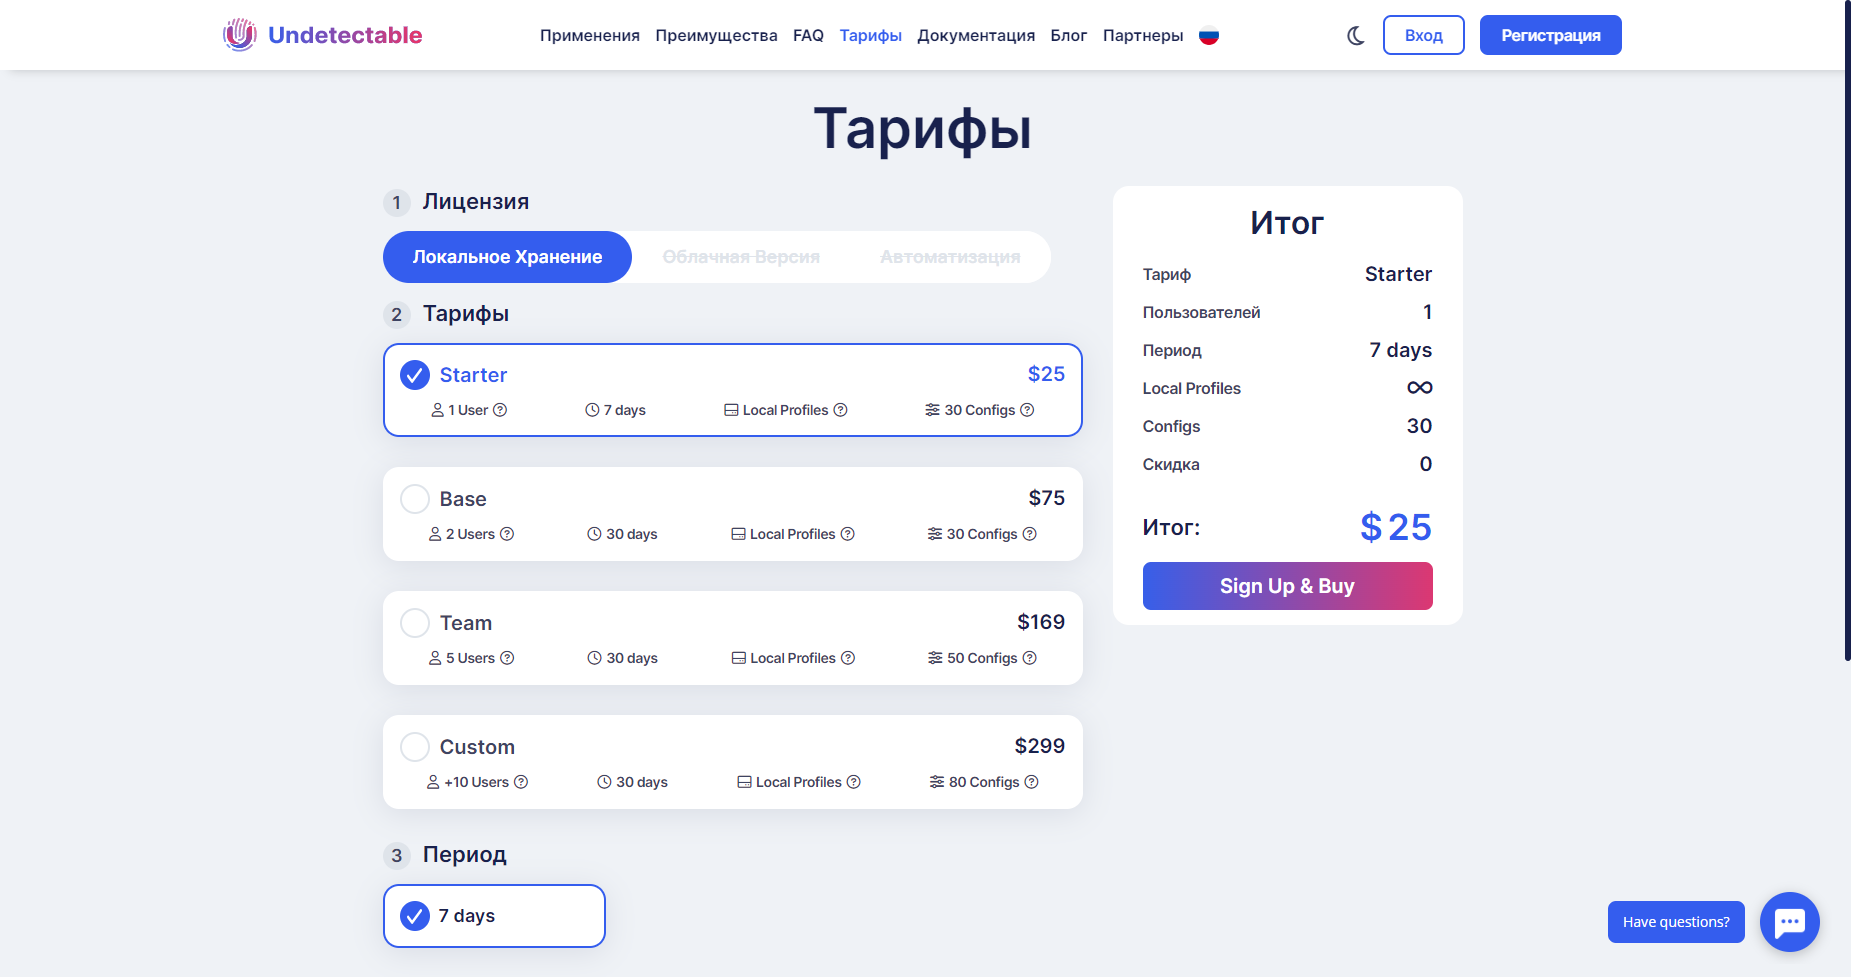 Undetectable
Применения Преимущества FAQ Тарифы Документация Блог Партнеры
Вход
Регистрация
Тарифы
1 Лицензия
Локальное Хранение Облачная Версия Автоматизация
2 Тарифы
Starter $25
1 User 7 days Local Profiles 30 Configs
Base $75
2 Users 30 days Local Profiles 30 Configs
Team $169
5 Users 30 days Local Profiles 50 Configs
Custom $299
+10 Users 30 days Local Profiles 80 Configs
3 Период
7 days
Итог
Тариф Starter
Пользователей 1
Период 7 days
Local Profiles ∞
Configs 30
Скидка 0
Итог: $25
Sign Up & Buy
Have questions?